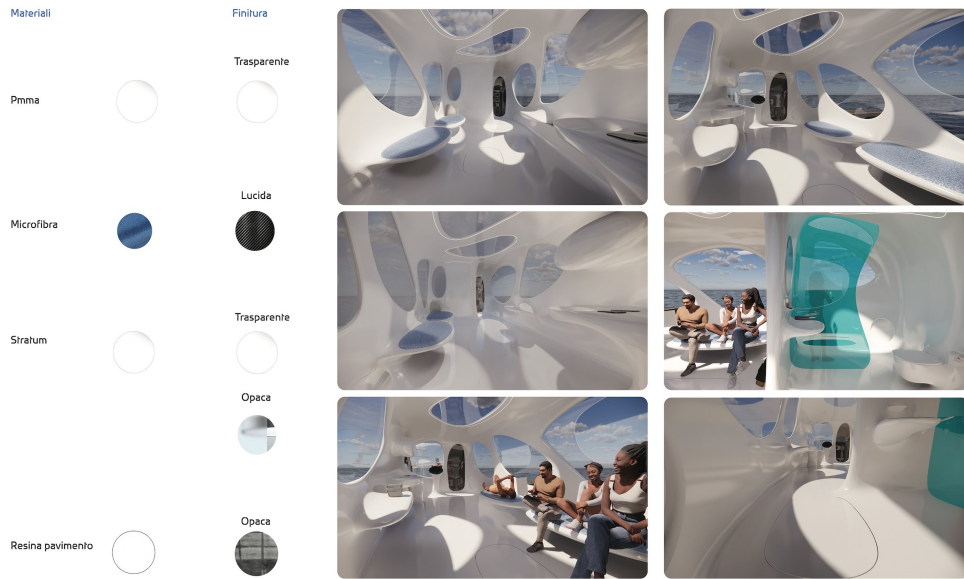 Materiali
Finitura
Trasparente
Pmma
Lucida
Microfibra
Trasparente
Stratum
Opaca
Opaca
Resina pavimento